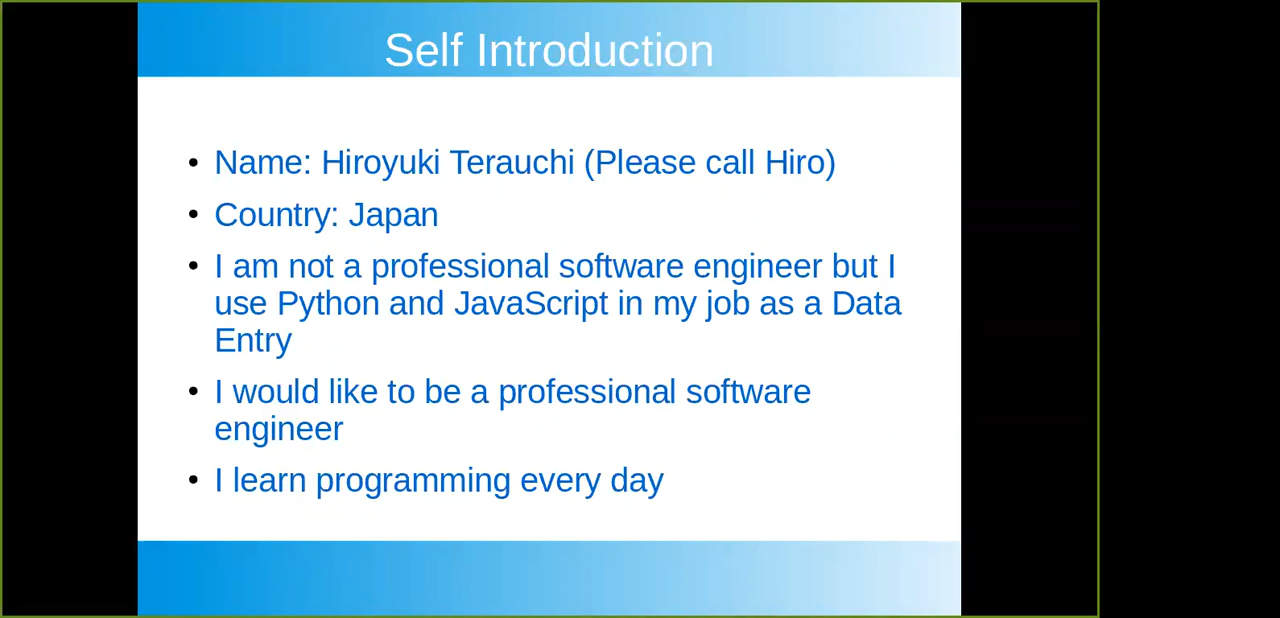 Self Introduction
• Name: Hiroyuki Terauchi (Please call Hiro)
• Country: Japan
• I am not a professional software engineer but I
use Python and JavaScript in my job as a Data
Entry
• I would like to be a professional software
engineer
• I learn programming every day